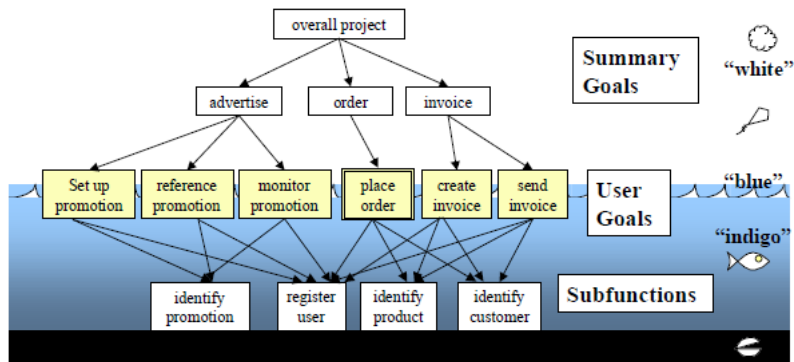 overall project
Summary
Goals
“white”
advertise
order
invoice
Set up
promotion
reference
promotion
monitor
promotion
place
order
create
invoice
send
invoice
User
Goals
“blue”
“indigo”
identify
promotion
register
user
identify
product
identify
customer
Subfunctions